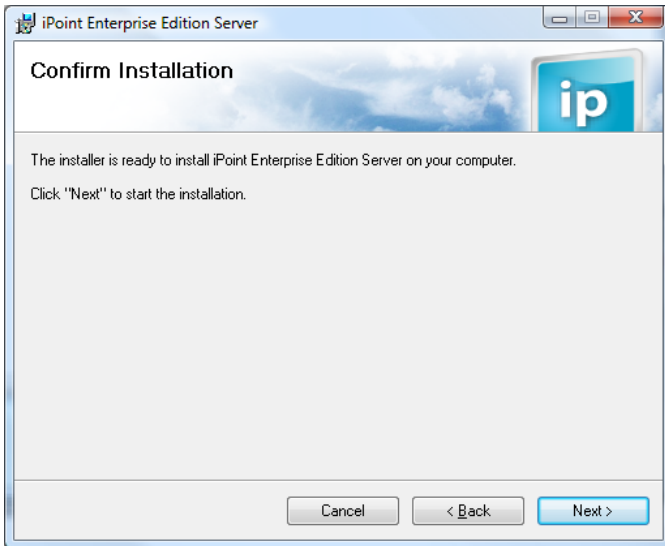 iPoint Enterprise Edition Server
Confirm Installation
ip
The installer is ready to install iPoint Enterprise Edition Server on your computer.
Click "Next" to start the installation.
Cancel
< Back
Next >